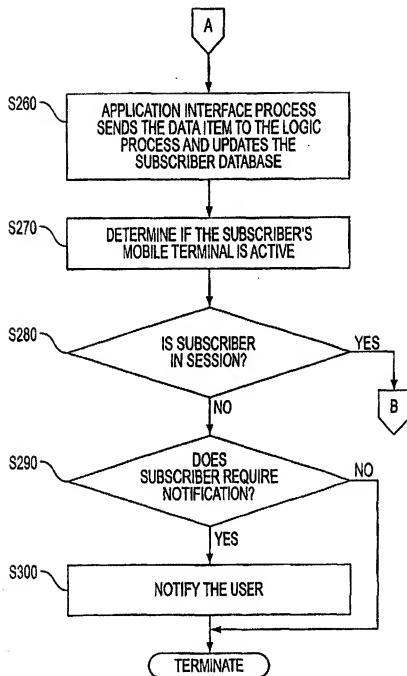 A
S260
APPLICATION INTERFACE PROCESS
SENDS THE DATA ITEM TO THE LOGIC
PROCESS AND UPDATES THE
SUBSCRIBER DATABASE
S270
DETERMINE IF THE SUBSCRIBER'S
MOBILE TERMINAL IS ACTIVE
S280
IS SUBSCRIBER
IN SESSION?
YES
B
NO
S290
DOES
SUBSCRIBER REQUIRE
NOTIFICATION?
NO
YES
S300
NOTIFY THE USER
TERMINATE